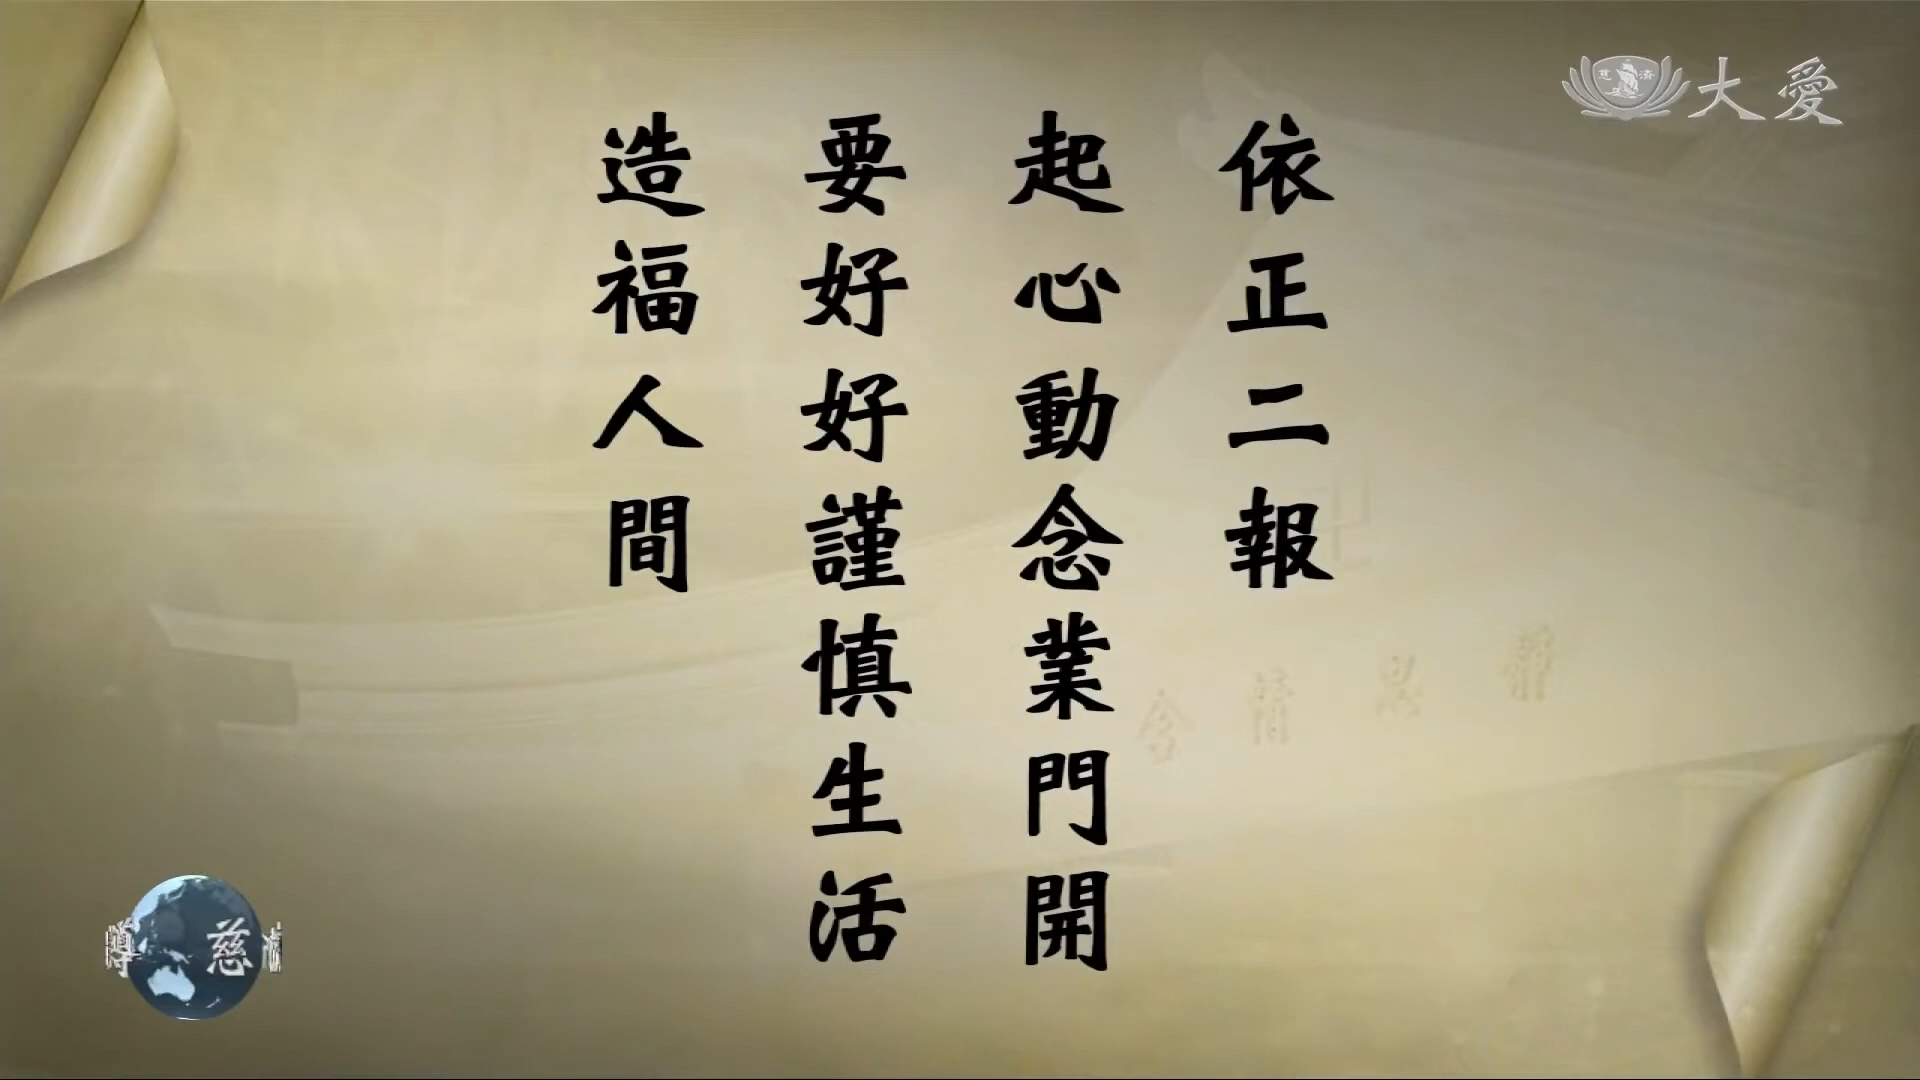 依正二報
起心動念業門開
要好好謹慎生活
造福人間
慈濟
大愛
慈